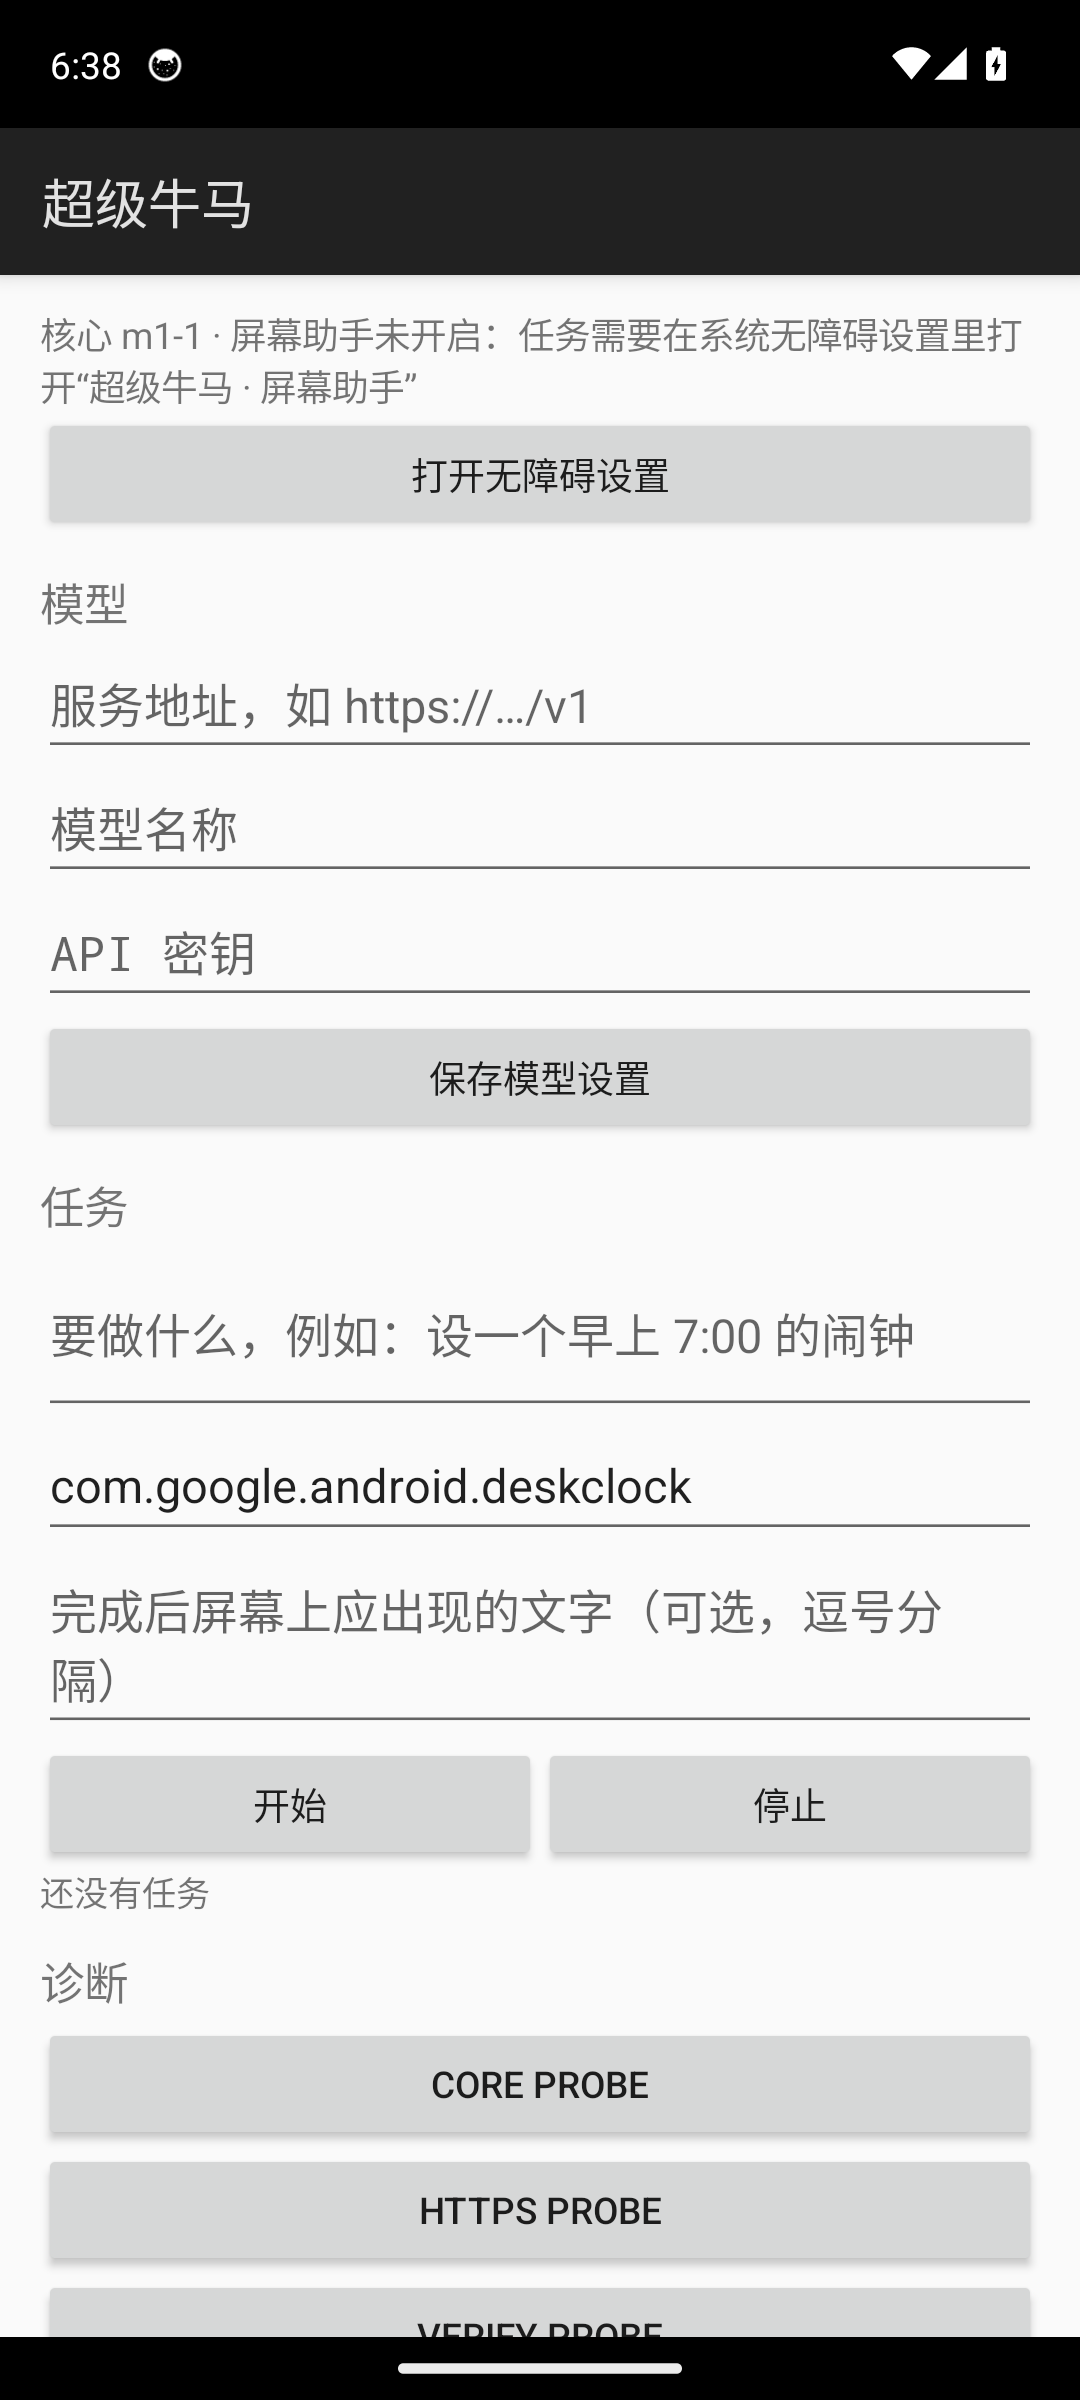 6:38
超级牛马
核心 m1-1 · 屏幕助手未开启：任务需要在系统无障碍设置里打
开“超级牛马 · 屏幕助手”
打开无障碍设置
模型
服务地址，如 https://…/v1
模型名称
API 密钥
保存模型设置
任务
要做什么，例如：设一个早上 7:00 的闹钟
com.google.android.deskclock
完成后屏幕上应出现的文字（可选，逗号分
隔）
开始
停止
还没有任务
诊断
CORE PROBE
HTTPS PROBE
VERIFY PROBE